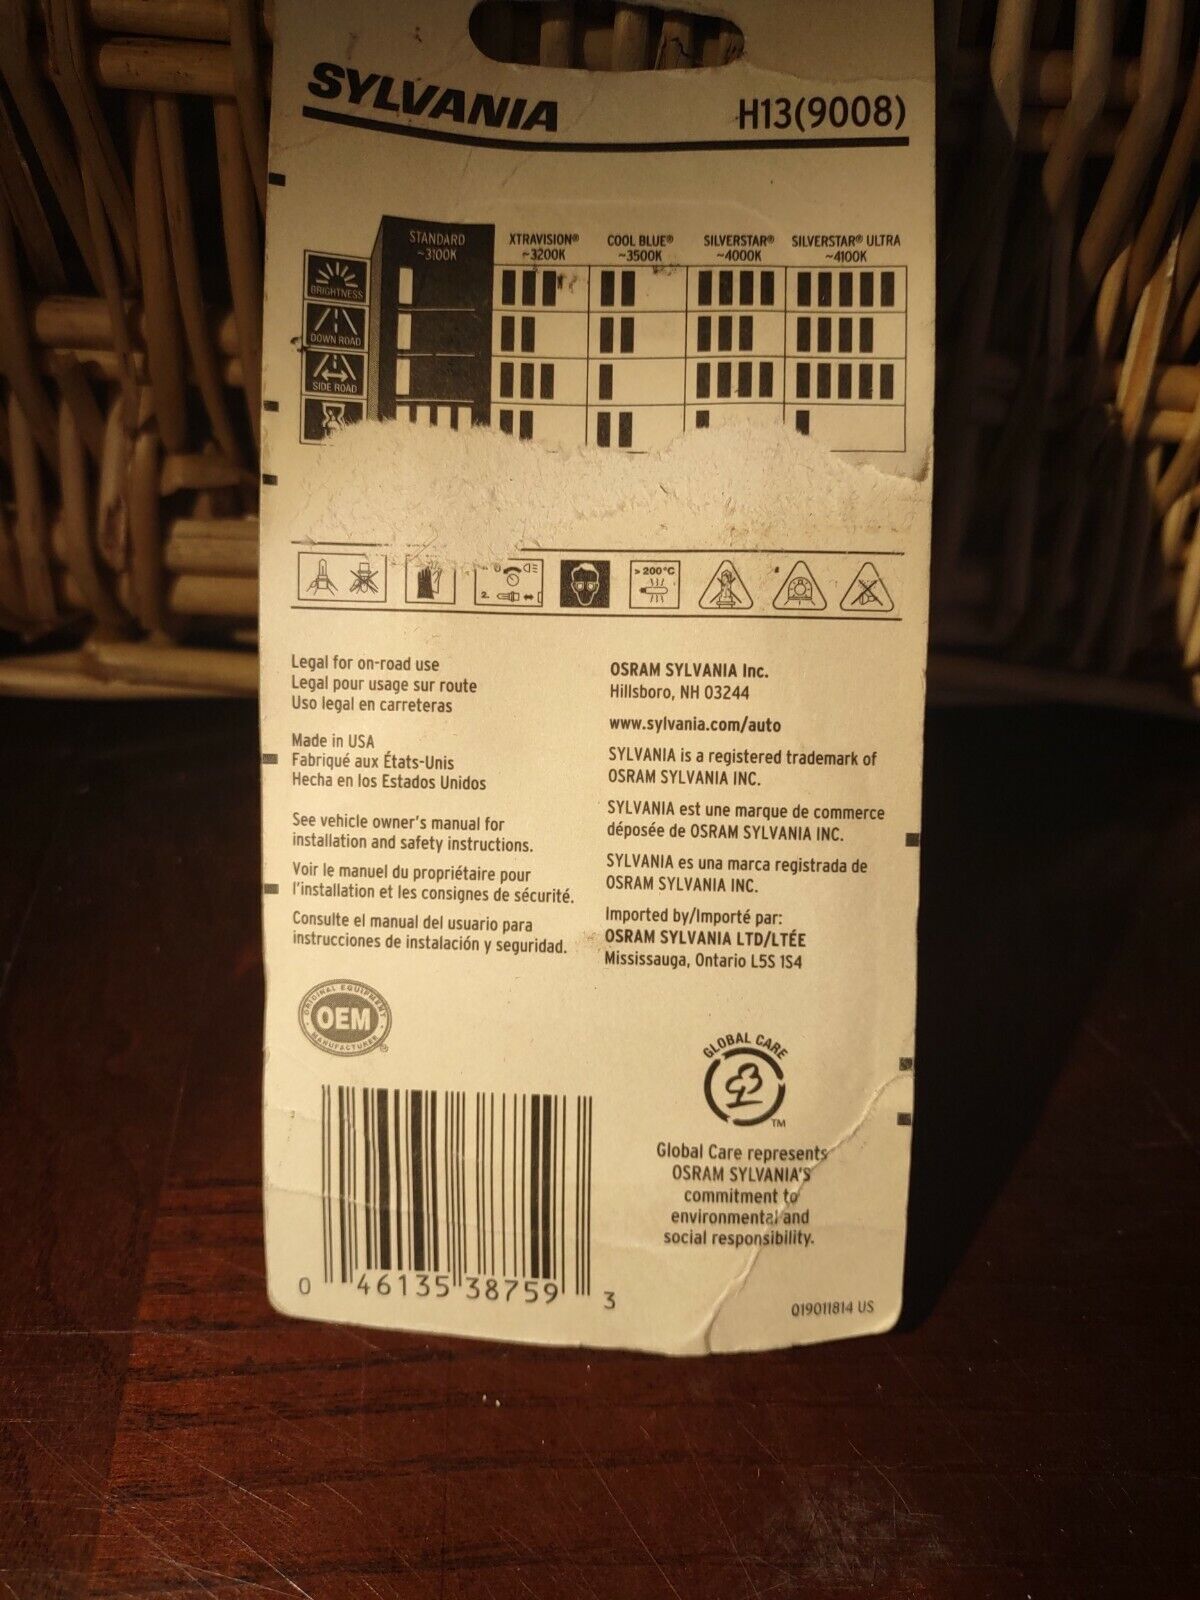 SYLVANIA
H13(9008)
STANDARD
~3100K
XTRAVISION®
~3200K
COOL BLUE®
~3500K
SILVERSTAR®
~4000K
SILVERSTAR® ULTRA
~4100K
BRIGHTNESS
DOWN ROAD
SIDE ROAD
2.
> 200°C
Legal for on-road use
Legal pour usage sur route
Uso legal en carreteras
Made in USA
Fabriqué aux États-Unis
Hecha en los Estados Unidos
See vehicle owner's manual for
installation and safety instructions.
Voir le manuel du propriétaire pour
l'installation et les consignes de sécurité.
Consulte el manual del usuario para
instrucciones de instalación y seguridad.
OSRAM SYLVANIA Inc.
Hillsboro, NH 03244
www.sylvania.com/auto
SYLVANIA is a registered trademark of
OSRAM SYLVANIA INC.
SYLVANIA est une marque de commerce
déposée de OSRAM SYLVANIA INC.
SYLVANIA es una marca registrada de
OSRAM SYLVANIA INC.
Imported by/Importé par:
OSRAM SYLVANIA LTD/LTÉE
Mississauga, Ontario L5S 1S4
ORIGINAL EQUIPMENT
OEM
MANUFACTURER
®
GLOBAL CARE
TM
Global Care represents
OSRAM SYLVANIA'S
commitment to
environmental and
social responsibility.
0 46135 38759 3
019011814 US